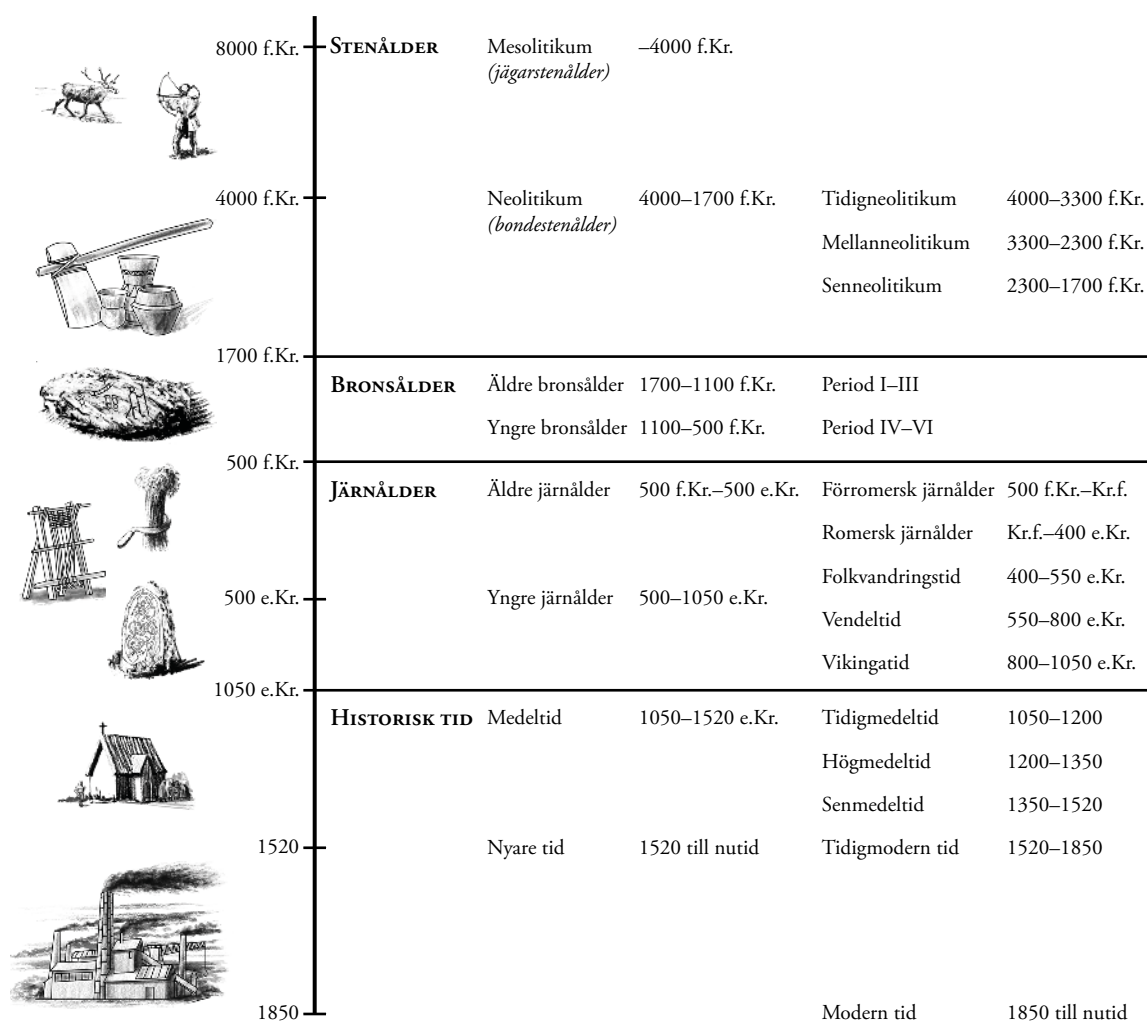 8000 f.Kr. STENÅLDER Mesolitikum –4000 f.Kr.
(jägarstenålder)
4000 f.Kr. Neolitikum 4000–1700 f.Kr. Tidigneolitikum 4000–3300 f.Kr.
(bondestenålder)
Mellanneolitikum 3300–2300 f.Kr.
Senneolitikum 2300–1700 f.Kr.
1700 f.Kr.
BRONSÅLDER Äldre bronsålder 1700–1100 f.Kr. Period I–III
Yngre bronsålder 1100–500 f.Kr. Period IV–VI
500 f.Kr.
JÄRNÅLDER Äldre järnålder 500 f.Kr.–500 e.Kr. Förromersk järnålder 500 f.Kr.–Kr.f.
Romersk järnålder Kr.f.–400 e.Kr.
Folkvandringstid 400–550 e.Kr.
500 e.Kr. Yngre järnålder 500–1050 e.Kr.
Vendeltid 550–800 e.Kr.
Vikingatid 800–1050 e.Kr.
1050 e.Kr.
HISTORISK TID Medeltid 1050–1520 e.Kr. Tidigmedeltid 1050–1200
Högmedeltid 1200–1350
Senmedeltid 1350–1520
1520 Nyare tid 1520 till nutid Tidigmodern tid 1520–1850
1850 Modern tid 1850 till nutid